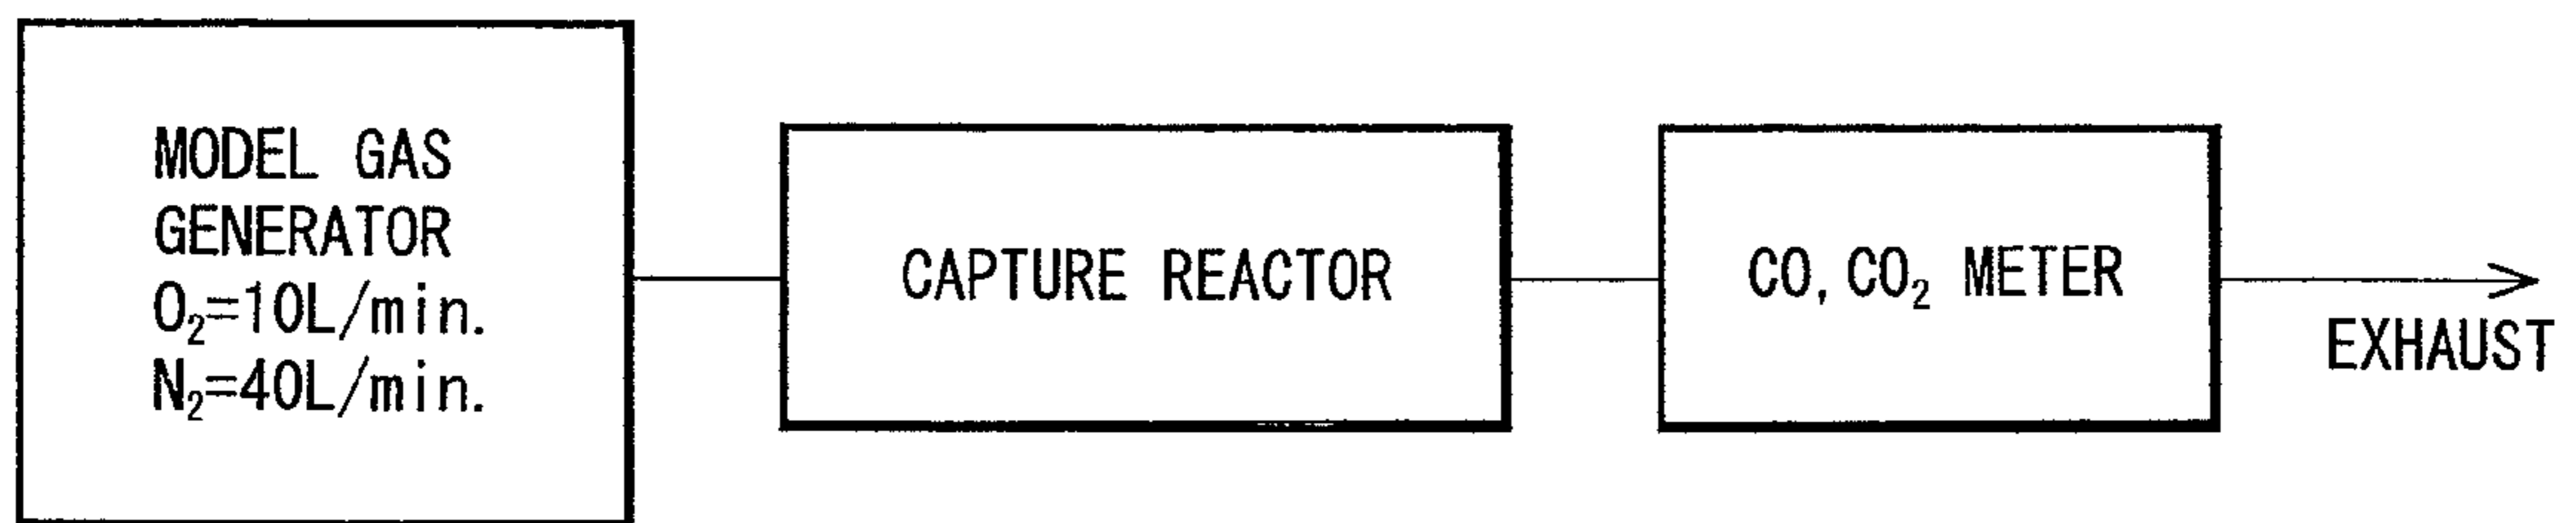 MODEL GAS
GENERATOR
O₂=10L/min.
N₂=40L/min.
CAPTURE REACTOR
CO, CO₂ METER
EXHAUST